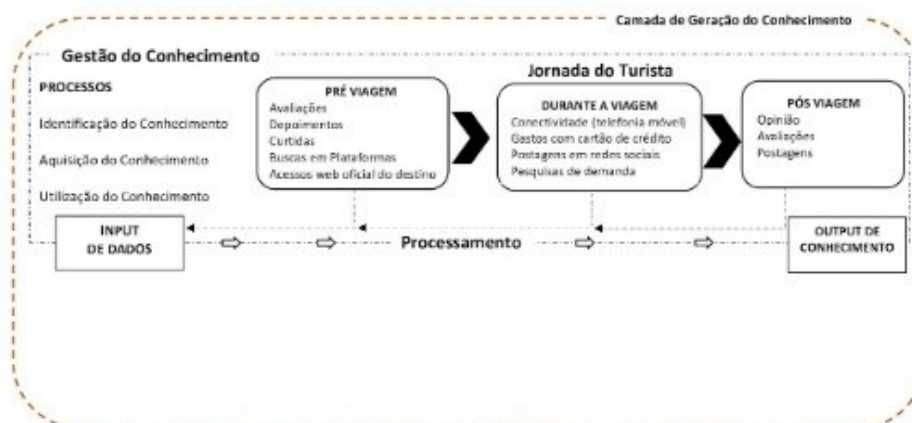 Camada de Geração do Conhecimento
Gestão do Conhecimento
Jornada do Turista
PROCESSOS
Identificação do Conhecimento
Aquisição do Conhecimento
Utilização do Conhecimento
PRÉ VIAGEM
Avaliações
Depoimentos
Curtidas
Buscas em Plataformas
Acessos web oficial do destino
DURANTE A VIAGEM
Conectividade (telefonia móvel)
Gastos com cartão de crédito
Postagens em redes sociais
Pesquisas de demanda
PÓS VIAGEM
Opinião
Avaliações
Postagens
INPUT
DE DADOS
Processamento
OUTPUT DE
CONHECIMENTO